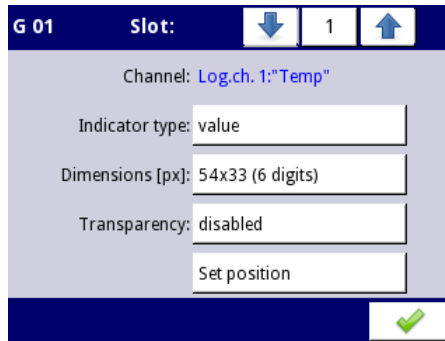 G 01 Slot: 1
Channel: Log.ch. 1:"Temp"
Indicator type: value
Dimensions [px]: 54x33 (6 digits)
Transparency: disabled
Set position